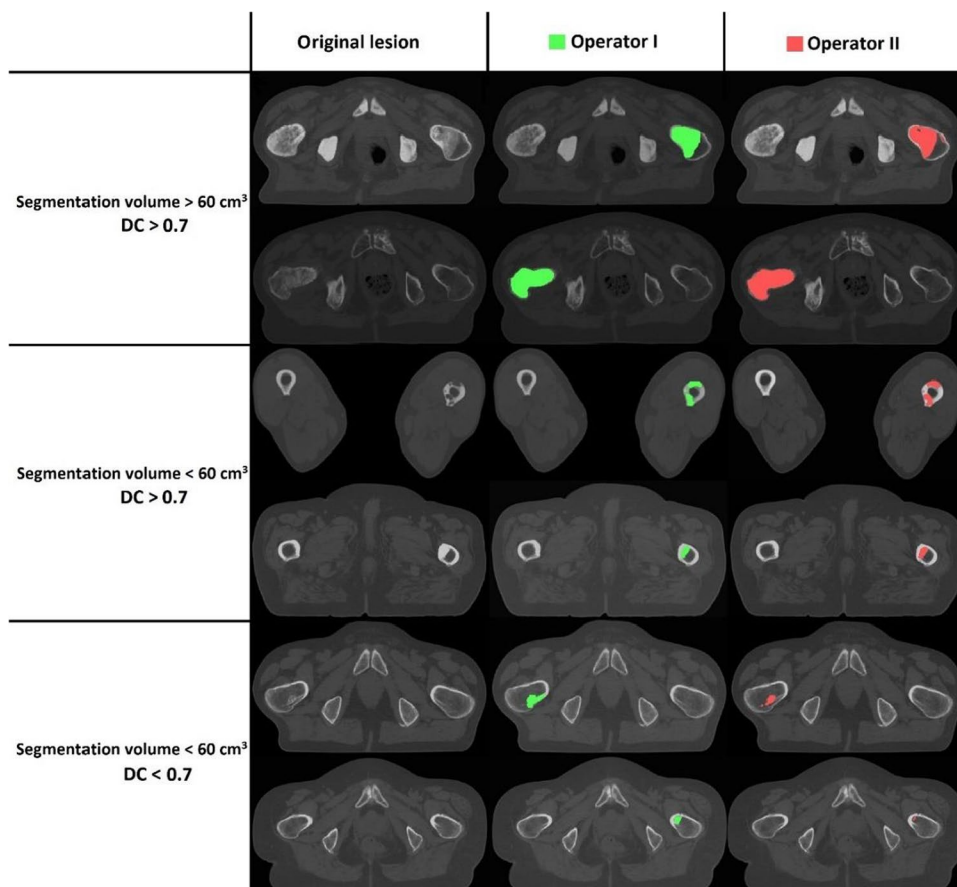 Original lesion
Operator I
Operator II
Segmentation volume > 60 cm³
DC > 0.7
Segmentation volume < 60 cm³
DC > 0.7
Segmentation volume < 60 cm³
DC < 0.7